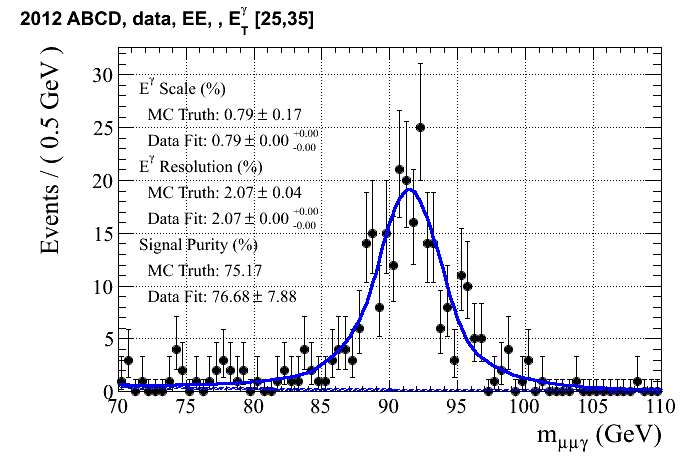 2012 ABCD, data, EE, , E_T^γ [25,35]
Events / ( 0.5 GeV )
30
25
20
15
10
5
0
E^γ Scale (%)
MC Truth: 0.79 ± 0.17
Data Fit: 0.79 ± 0.00 +0.00 -0.00
E^γ Resolution (%)
MC Truth: 2.07 ± 0.04
Data Fit: 2.07 ± 0.00 +0.00 -0.00
Signal Purity (%)
MC Truth: 75.17
Data Fit: 76.68 ± 7.88
70 75 80 85 90 95 100 105 110
m_μμγ (GeV)